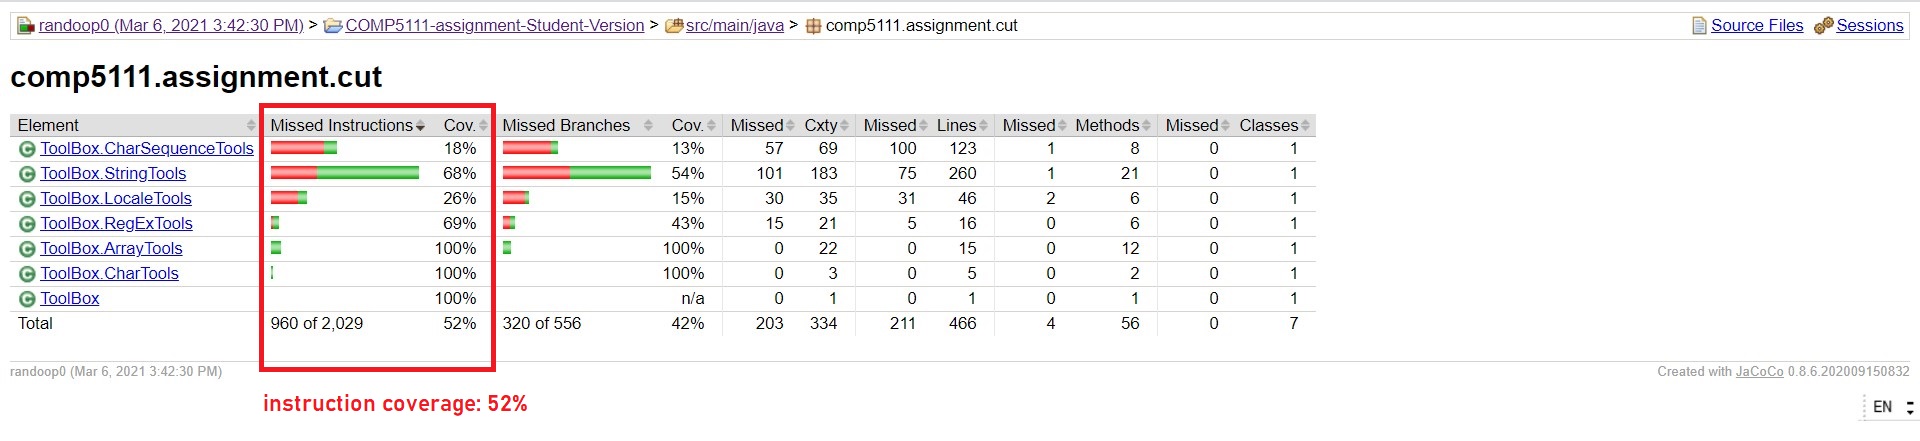 randoop0 (Mar 6, 2021 3:42:30 PM) > COMP5111-assignment-Student-Version > src/main/java > comp5111.assignment.cut Source Files Sessions
comp5111.assignment.cut
Element Missed Instructions Cov. Missed Branches Cov. Missed Cxty Missed Lines Missed Methods Missed Classes
ToolBox.CharSequenceTools 18% 13% 57 69 100 123 1 8 0 1
ToolBox.StringTools 68% 54% 101 183 75 260 1 21 0 1
ToolBox.LocaleTools 26% 15% 30 35 31 46 2 6 0 1
ToolBox.RegExTools 69% 43% 15 21 5 16 0 6 0 1
ToolBox.ArrayTools 100% 100% 0 22 0 15 0 12 0 1
ToolBox.CharTools 100% 100% 0 3 0 5 0 2 0 1
ToolBox 100% n/a 0 1 0 1 0 1 0 1
Total 960 of 2,029 52% 320 of 556 42% 203 334 211 466 4 56 0 7
randoop0 (Mar 6, 2021 3:42:30 PM) Created with JaCoCo 0.8.6.202009150832
instruction coverage: 52%
EN